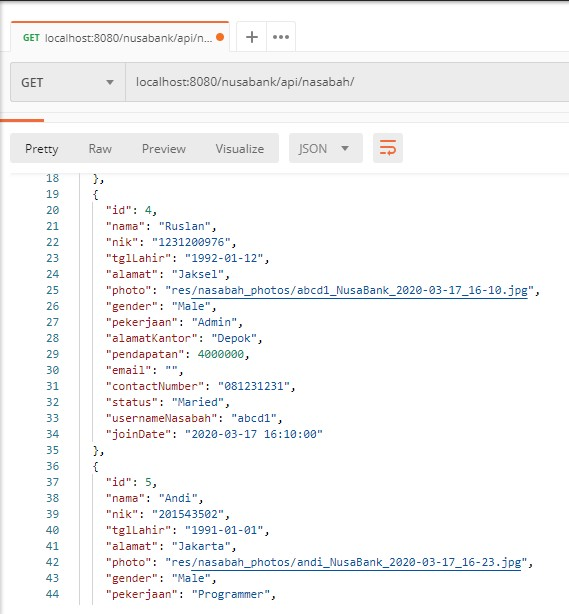 GET localhost:8080/nusabank/api/n...
GET localhost:8080/nusabank/api/nasabah/
Pretty Raw Preview Visualize JSON
18 },
19 {
20 "id": 4,
21 "nama": "Ruslan",
22 "nik": "1231200976",
23 "tglLahir": "1992-01-12",
24 "alamat": "Jaksel",
25 "photo": "res/nasabah_photos/abcd1_NusaBank_2020-03-17_16-10.jpg",
26 "gender": "Male",
27 "pekerjaan": "Admin",
28 "alamatKantor": "Depok",
29 "pendapatan": 4000000,
30 "email": "",
31 "contactNumber": "081231231",
32 "status": "Maried",
33 "usernameNasabah": "abcd1",
34 "joinDate": "2020-03-17 16:10:00"
35 },
36 {
37 "id": 5,
38 "nama": "Andi",
39 "nik": "201543502",
40 "tglLahir": "1991-01-01",
41 "alamat": "Jakarta",
42 "photo": "res/nasabah_photos/andi_NusaBank_2020-03-17_16-23.jpg",
43 "gender": "Male",
44 "pekerjaan": "Programmer",